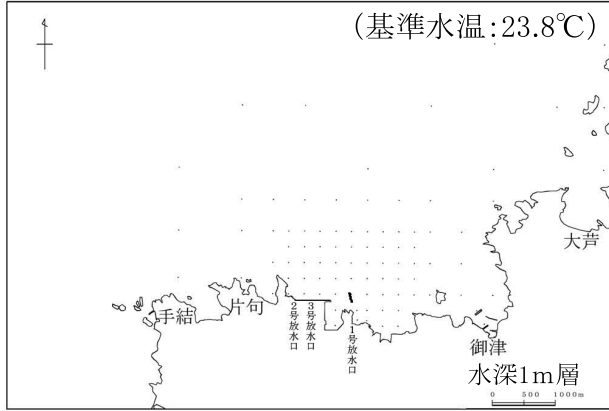 (基準水温:23.8℃)
大芦
手結
片句
2号放水口
3号放水口
1号放水口
御津
水深1m層
0 500 1000m